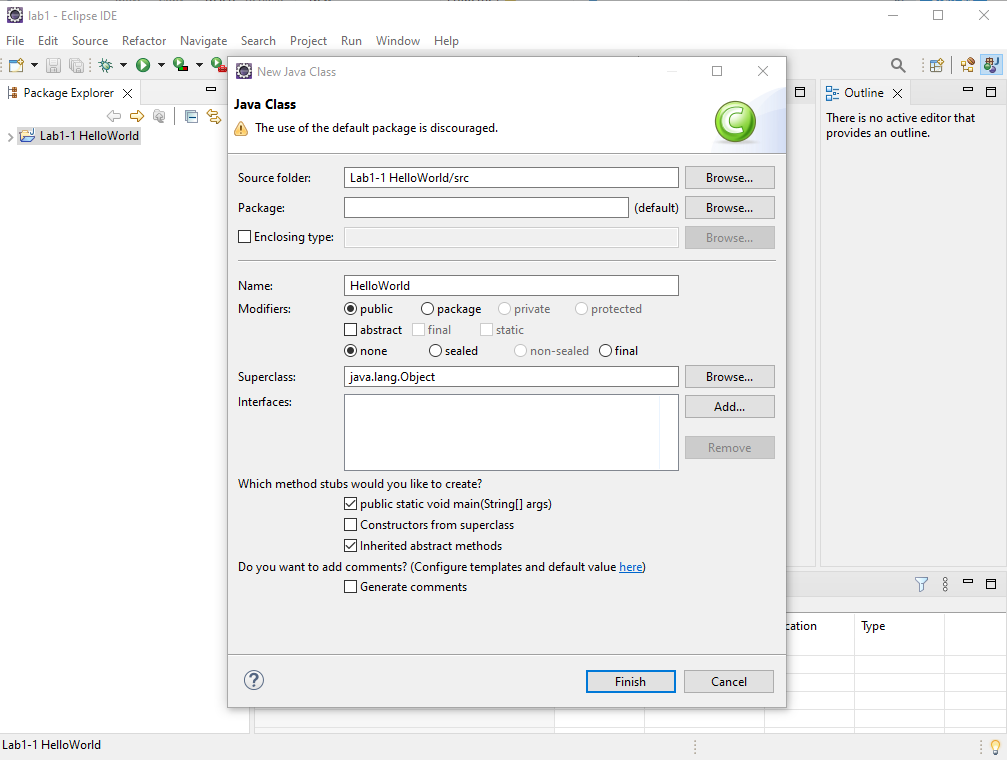 lab1 - Eclipse IDE
File Edit Source Refactor Navigate Search Project Run Window Help
Package Explorer
Lab1-1 HelloWorld
New Java Class
Java Class
The use of the default package is discouraged.
Source folder: Lab1-1 HelloWorld/src Browse...
Package: (default) Browse...
Enclosing type: Browse...
Name: HelloWorld
Modifiers: public package private protected
abstract final static
none sealed non-sealed final
Superclass: java.lang.Object Browse...
Interfaces: Add...
Remove
Which method stubs would you like to create?
public static void main(String[] args)
Constructors from superclass
Inherited abstract methods
Do you want to add comments? (Configure templates and default value here)
Generate comments
Finish Cancel
Outline
There is no active editor that
provides an outline.
cation Type
Lab1-1 HelloWorld